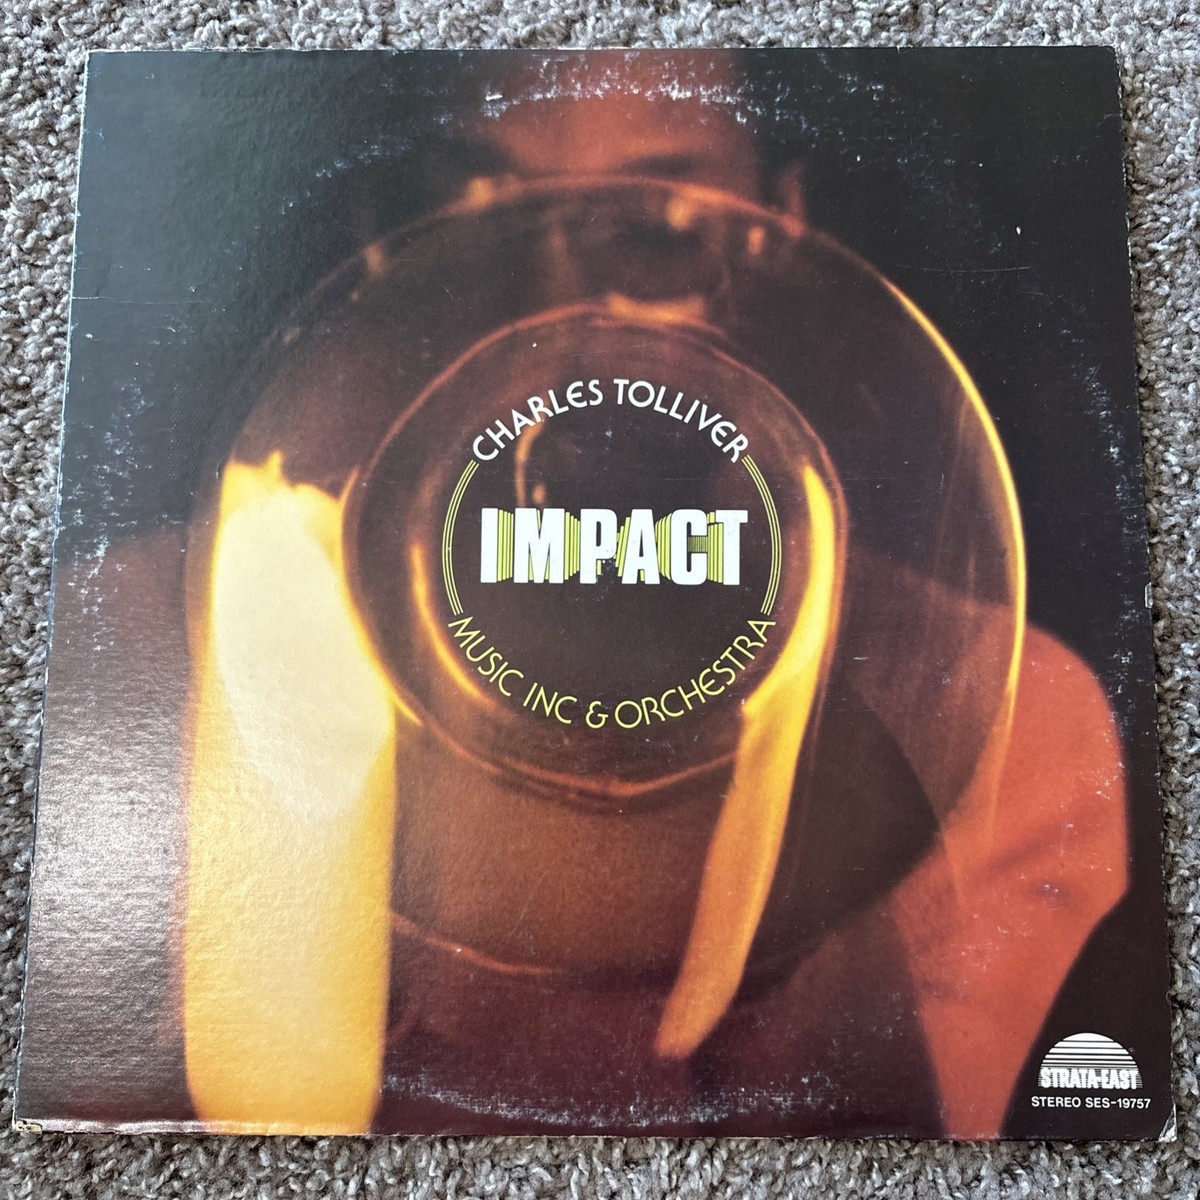 CHARLES TOLLIVER
IMPACT
MUSIC INC & ORCHESTRA
STRATA-EAST
STEREO SES-19757